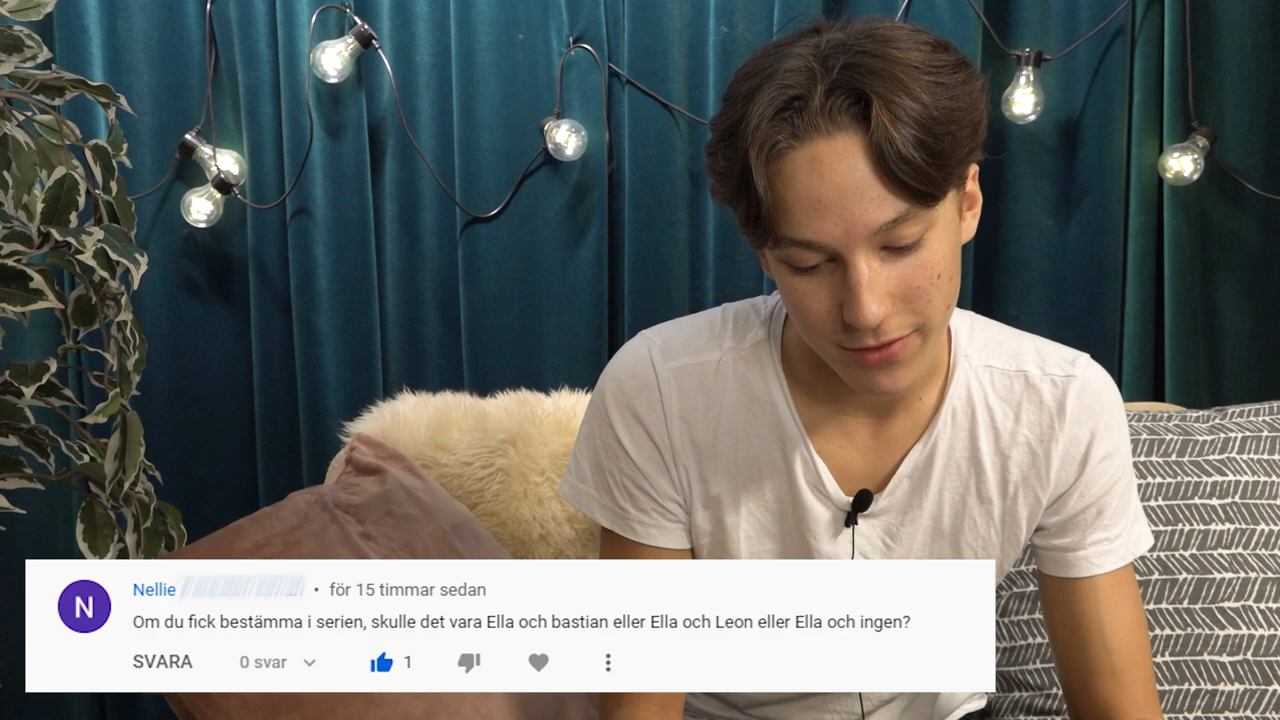 N
Nellie • för 15 timmar sedan
Om du fick bestämma i serien, skulle det vara Ella och bastian eller Ella och Leon eller Ella och ingen?
SVARA 0 svar 1